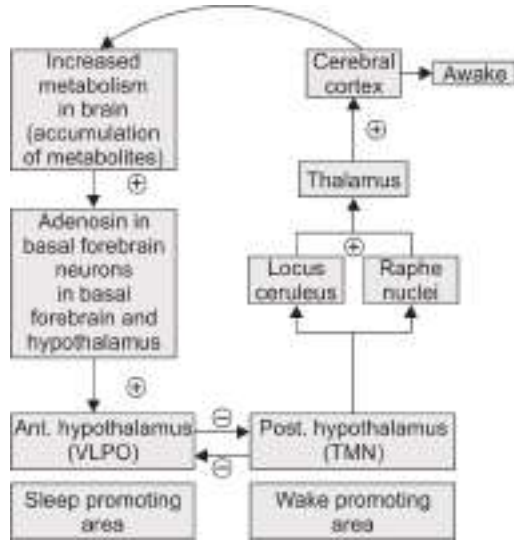 Increased
metabolism
in brain
(accumulation
of metabolites)
⊕
Adenosin in
basal forebrain
neurons
in basal
forebrain and
hypothalamus
⊕
Ant. hypothalamus
(VLPO)
Sleep promoting
area
⊖
⊖
Cerebral
cortex
Awake
⊕
Thalamus
⊕
Locus
ceruleus
Raphe
nuclei
Post. hypothalamus
(TMN)
Wake promoting
area